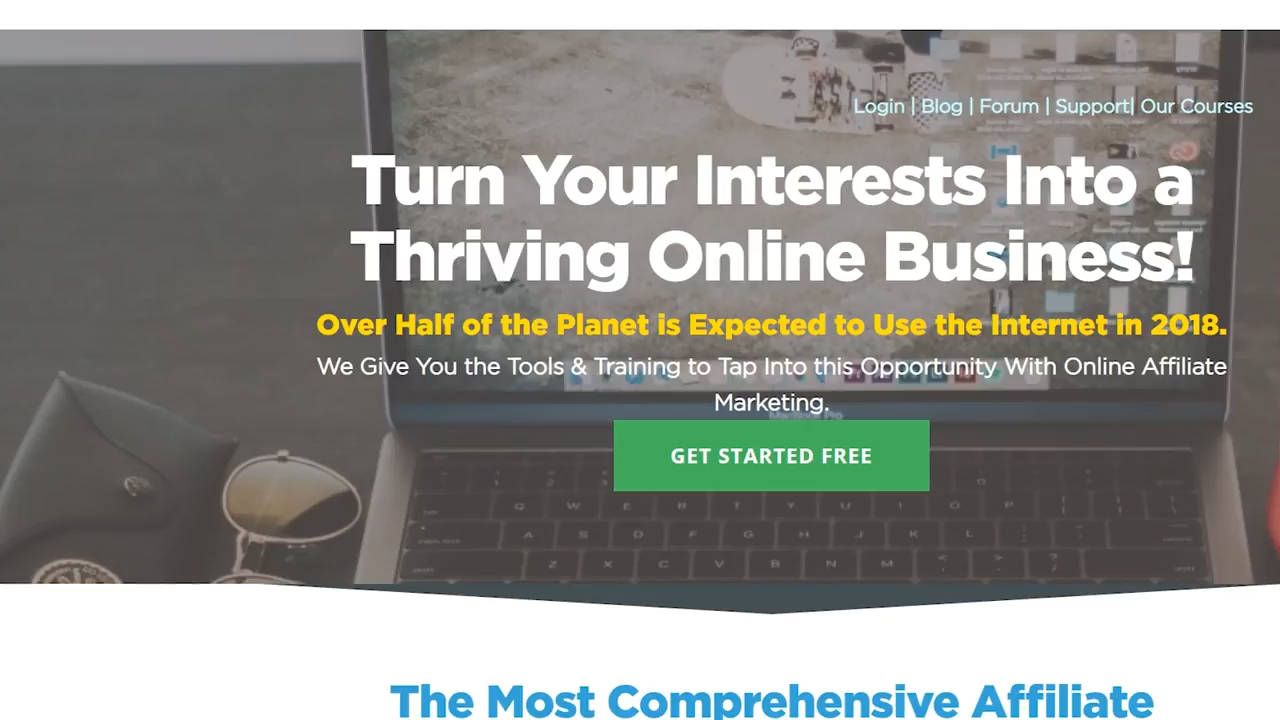 Login | Blog | Forum | Support| Our Courses
Turn Your Interests Into a
Thriving Online Business!
Over Half of the Planet is Expected to Use the Internet in 2018.
We Give You the Tools & Training to Tap Into this Opportunity With Online Affiliate
Marketing.
MacBook Pro
GET STARTED FREE
Q W E R T Y U I O P
A S D F G H J K L
Z X C V B N M
The Most Comprehensive Affiliate